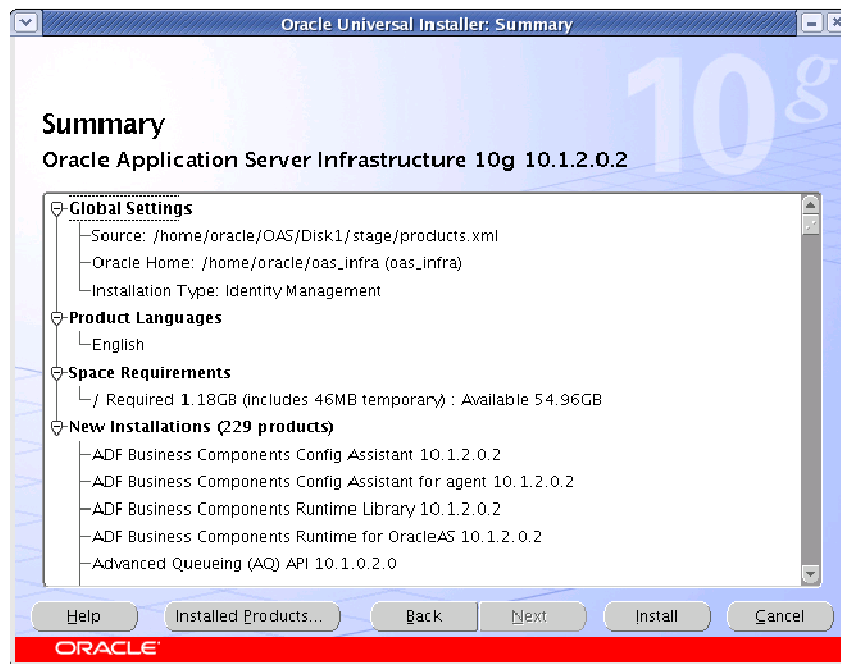 Oracle Universal Installer: Summary
10g
Summary
Oracle Application Server Infrastructure 10g 10.1.2.0.2
Global Settings
Source: /home/oracle/OAS/Disk1/stage/products.xml
Oracle Home: /home/oracle/oas_infra (oas_infra)
Installation Type: Identity Management
Product Languages
English
Space Requirements
/ Required 1.18GB (includes 46MB temporary) : Available 54.96GB
New Installations (229 products)
ADF Business Components Config Assistant 10.1.2.0.2
ADF Business Components Config Assistant for agent 10.1.2.0.2
ADF Business Components Runtime Library 10.1.2.0.2
ADF Business Components Runtime for OracleAS 10.1.2.0.2
Advanced Queueing (AQ) API 10.1.0.2.0
Help Installed Products... Back Next Install Cancel
ORACLE